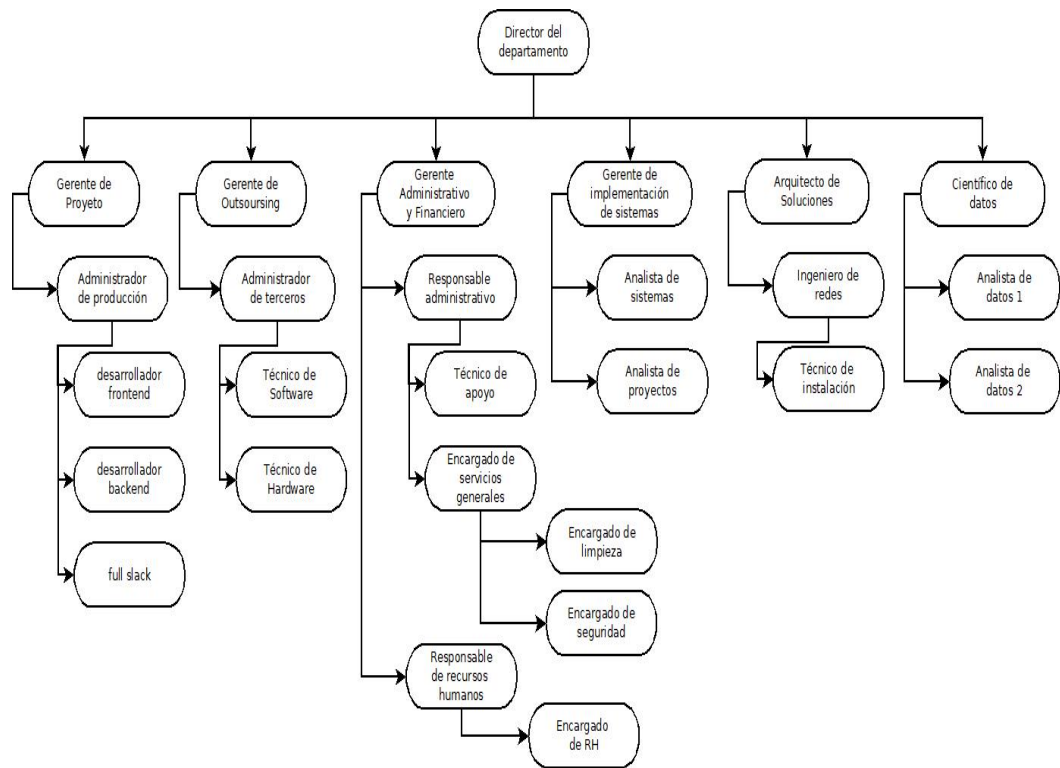 Director del
departamento
Gerente de
Proyeto
Gerente de
Outsoursing
Gerente
Administrativo
y Financiero
Gerente de
implementación
de sistemas
Arquitecto de
Soluciones
Científico de
datos
Administrador
de producción
Administrador
de terceros
Responsable
administrativo
Analista de
sistemas
Ingeniero de
redes
Analista de
datos 1
desarrollador
frontend
Técnico de
Software
Técnico de
apoyo
Analista de
proyectos
Técnico de
instalación
Analista de
datos 2
desarrollador
backend
Técnico de
Hardware
Encargado de
servicios
generales
Encargado de
limpieza
full slack
Encargado de
seguridad
Responsable
de recursos
humanos
Encargado
de RH